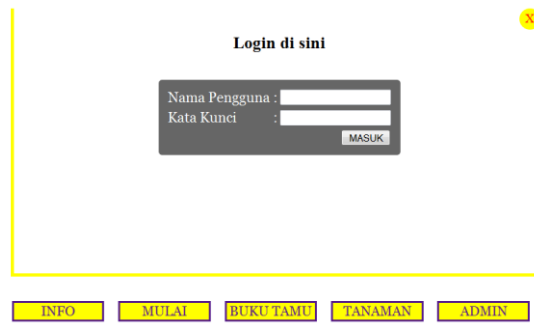 X
Login di sini
Nama Pengguna :
Kata Kunci :
MASUK
INFO MULAI BUKU TAMU TANAMAN ADMIN